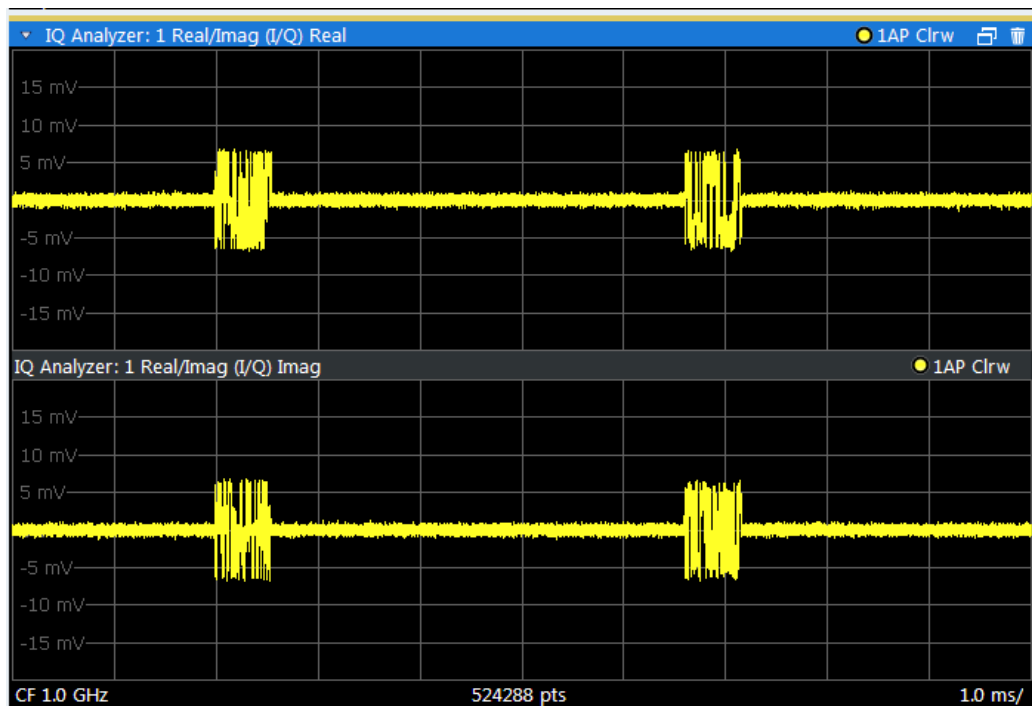 IQ Analyzer: 1 Real/Imag (I/Q) Real 1AP Clrw
15 mV
10 mV
5 mV
-5 mV
-10 mV
-15 mV
IQ Analyzer: 1 Real/Imag (I/Q) Imag 1AP Clrw
15 mV
10 mV
5 mV
-5 mV
-10 mV
-15 mV
CF 1.0 GHz 524288 pts 1.0 ms/